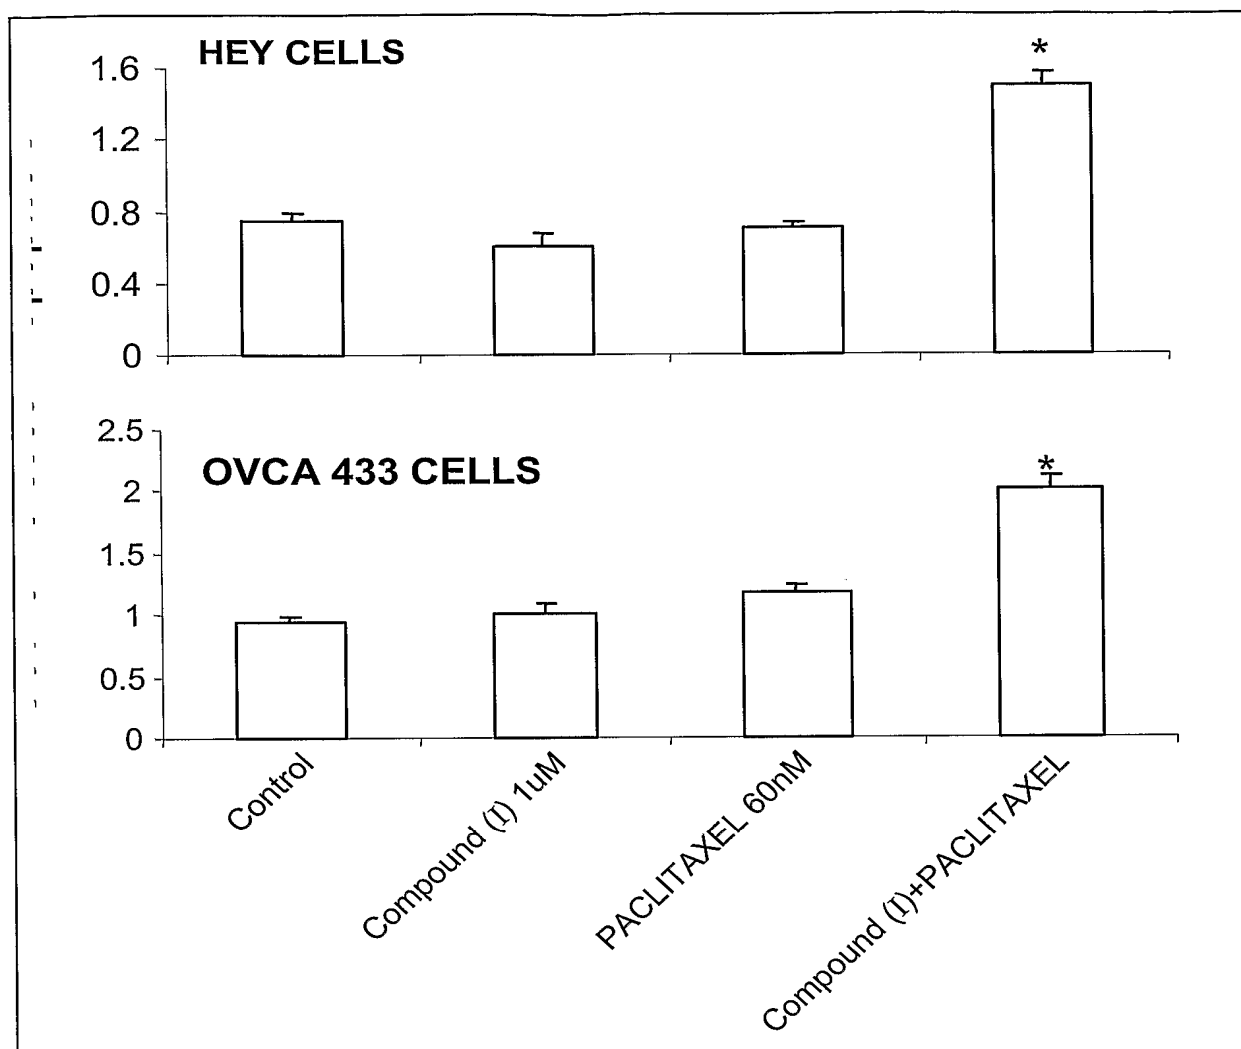 HEY CELLS
*
1.6
1.2
0.8
0.4
0
OVCA 433 CELLS
*
2.5
2
1.5
1
0.5
0
Control
Compound (I) 1uM
PACLITAXEL 60nM
Compound (I)+PACLITAXEL